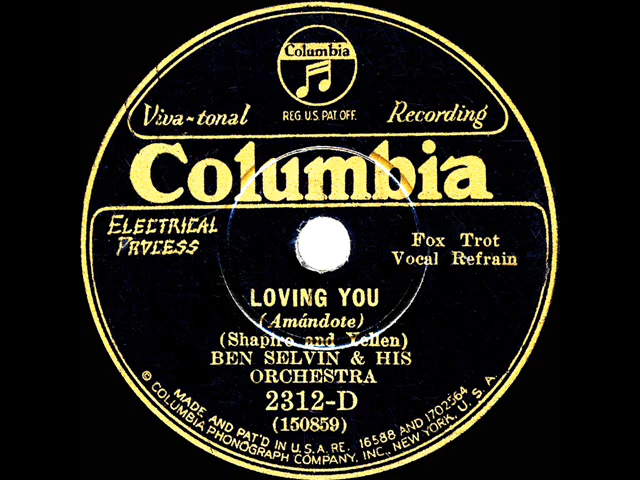 Columbia
REG. U.S. PAT. OFF.
Viva-tonal Recording
Columbia
ELECTRICAL
PROCESS
Fox Trot
Vocal Refrain
LOVING YOU
(Amándote)
(Shapiro and Yellen)
BEN SELVIN & HIS
ORCHESTRA
2312-D
(150859)
MADE AND PAT'D IN U.S.A. RE. 16588 AND 1702564
© COLUMBIA PHONOGRAPH COMPANY, INC., NEW YORK, U.S.A.